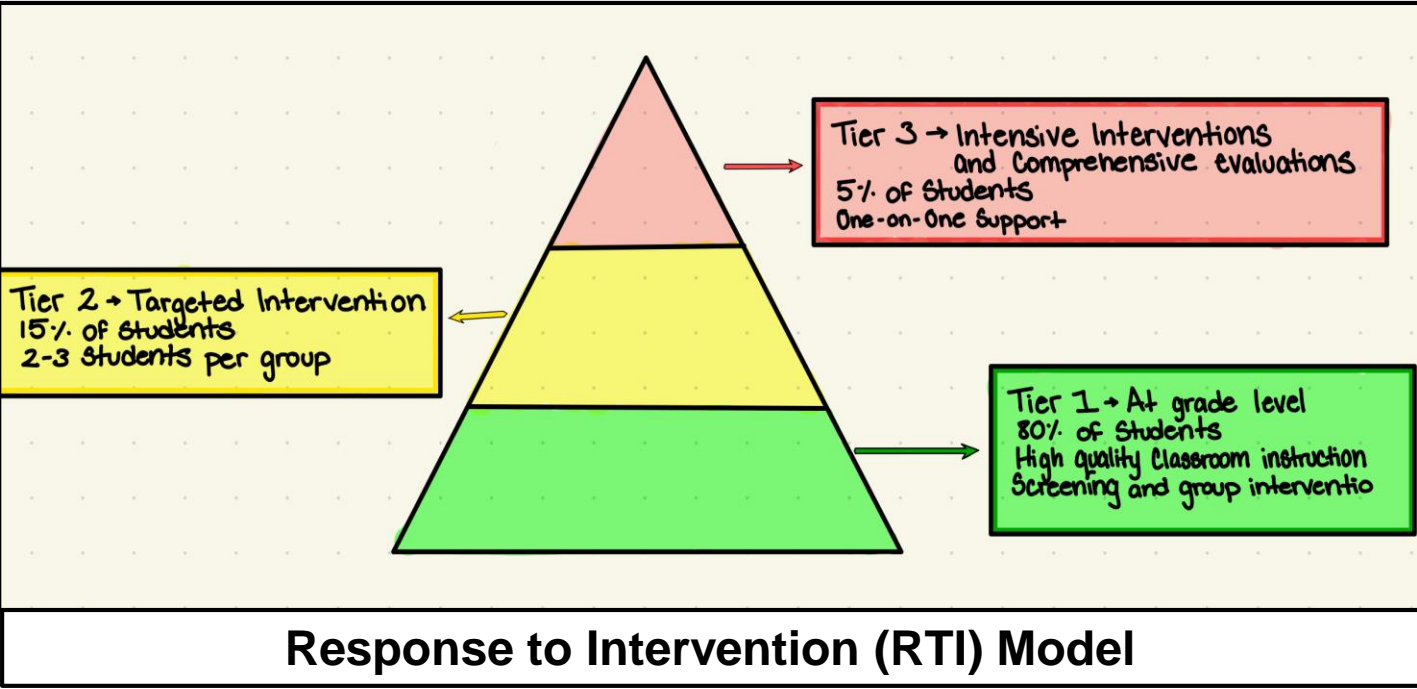 Tier 3 → Intensive Interventions
and Comprehensive evaluations
5% of Students
One-on-One Support
Tier 2 → Targeted Intervention
15% of Students
2-3 Students per group
Tier 1 → At grade level
80% of Students
High quality Classroom instruction
Screening and group interventio
Response to Intervention (RTI) Model